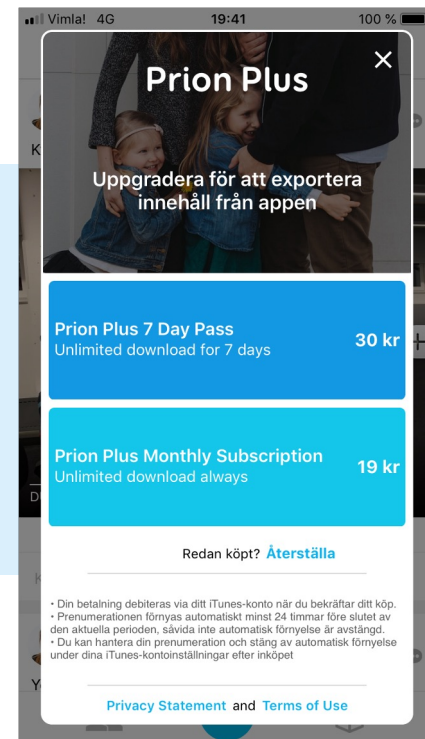 Vimla! 4G 19:41 100 %
Prion Plus
Uppgradera för att exportera
innehåll från appen
Prion Plus 7 Day Pass
Unlimited download for 7 days
30 kr
Prion Plus Monthly Subscription
Unlimited download always
19 kr
Redan köpt? Återställa
• Din betalning debiteras via ditt iTunes-konto när du bekräftar ditt köp.
• Prenumerationen förnyas automatiskt minst 24 timmar före slutet av
den aktuella perioden, såvida inte automatisk förnyelse är avstängd.
• Du kan hantera din prenumeration och stäng av automatisk förnyelse
under dina iTunes-kontoinställningar efter inköpet
Privacy Statement and Terms of Use